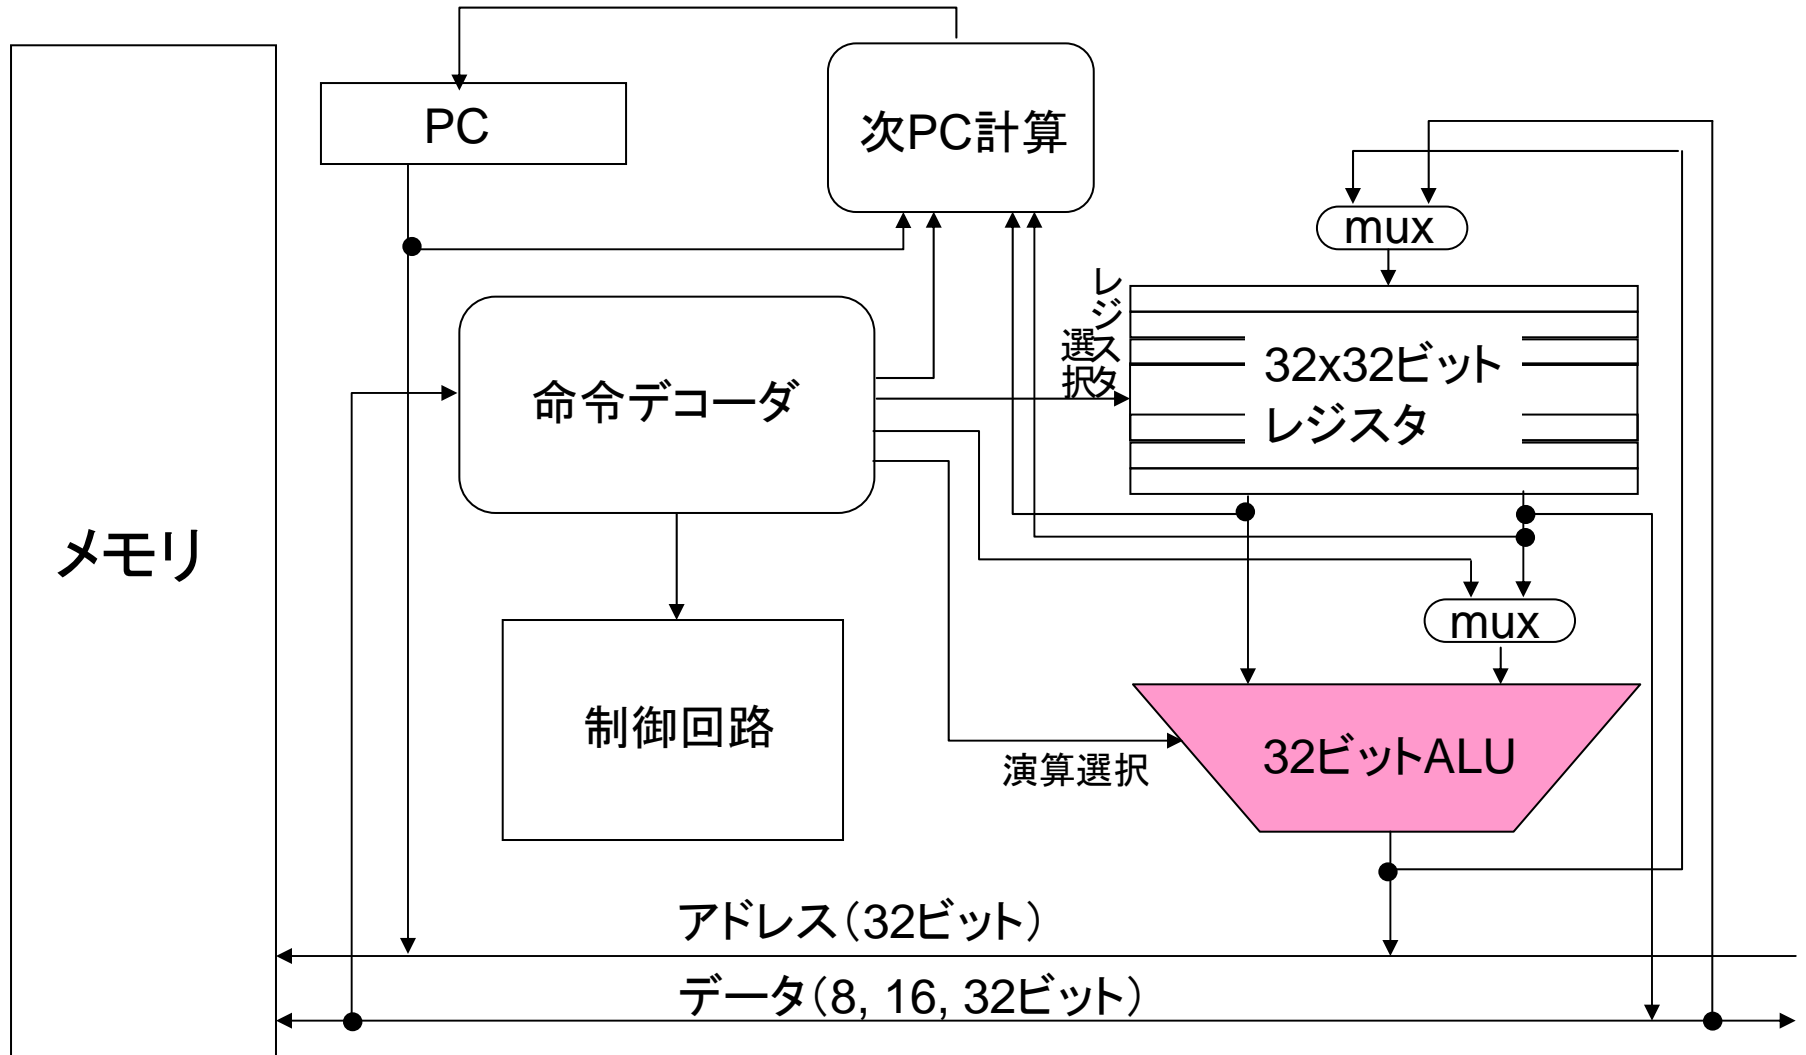 PC
次PC計算
mux
レジスタ
選択
32x32ビット
レジスタ
命令デコーダ
メモリ
mux
制御回路
演算選択
32ビットALU
アドレス（32ビット）
データ（8, 16, 32ビット）